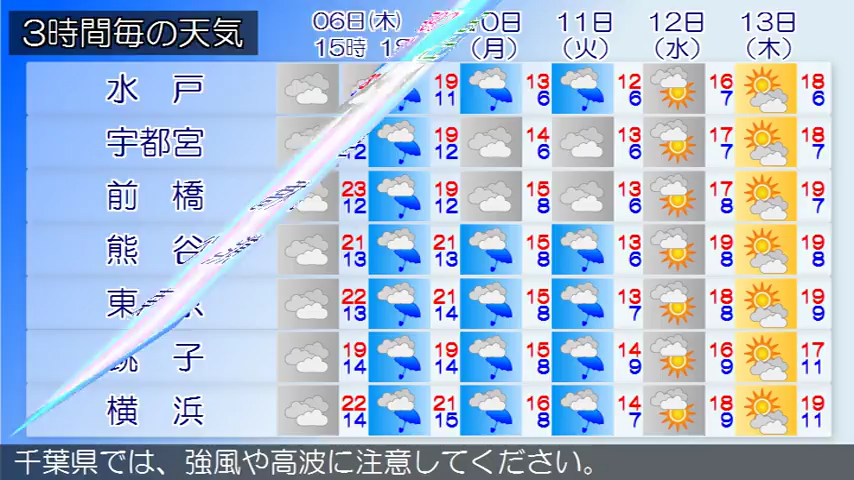 3時間毎の天気
06日(木) 0日 11日 12日 13日
15時 18 (月) (火) (水) (木)
水戸 19 11 13 6 12 6 16 7 18 6
宇都宮 12 19 12 14 6 13 6 17 7 18 7
前橋 23 12 19 12 15 8 13 6 17 8 19 7
熊谷 21 13 21 13 15 8 13 6 19 8 19 8
東 22 13 21 14 15 8 13 7 18 8 19 9
子 19 14 19 14 15 8 14 9 16 9 17 11
横浜 22 14 21 15 16 8 14 7 18 9 19 11
千葉県では、強風や高波に注意してください。